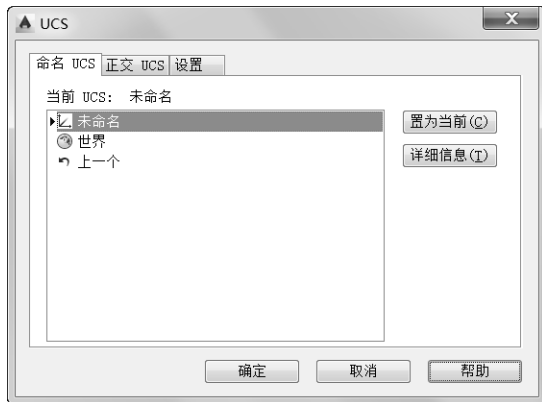 UCS
命名 UCS 正交 UCS 设置
当前 UCS: 未命名
未命名
世界
上一个
置为当前(C)
详细信息(T)
确定 取消 帮助